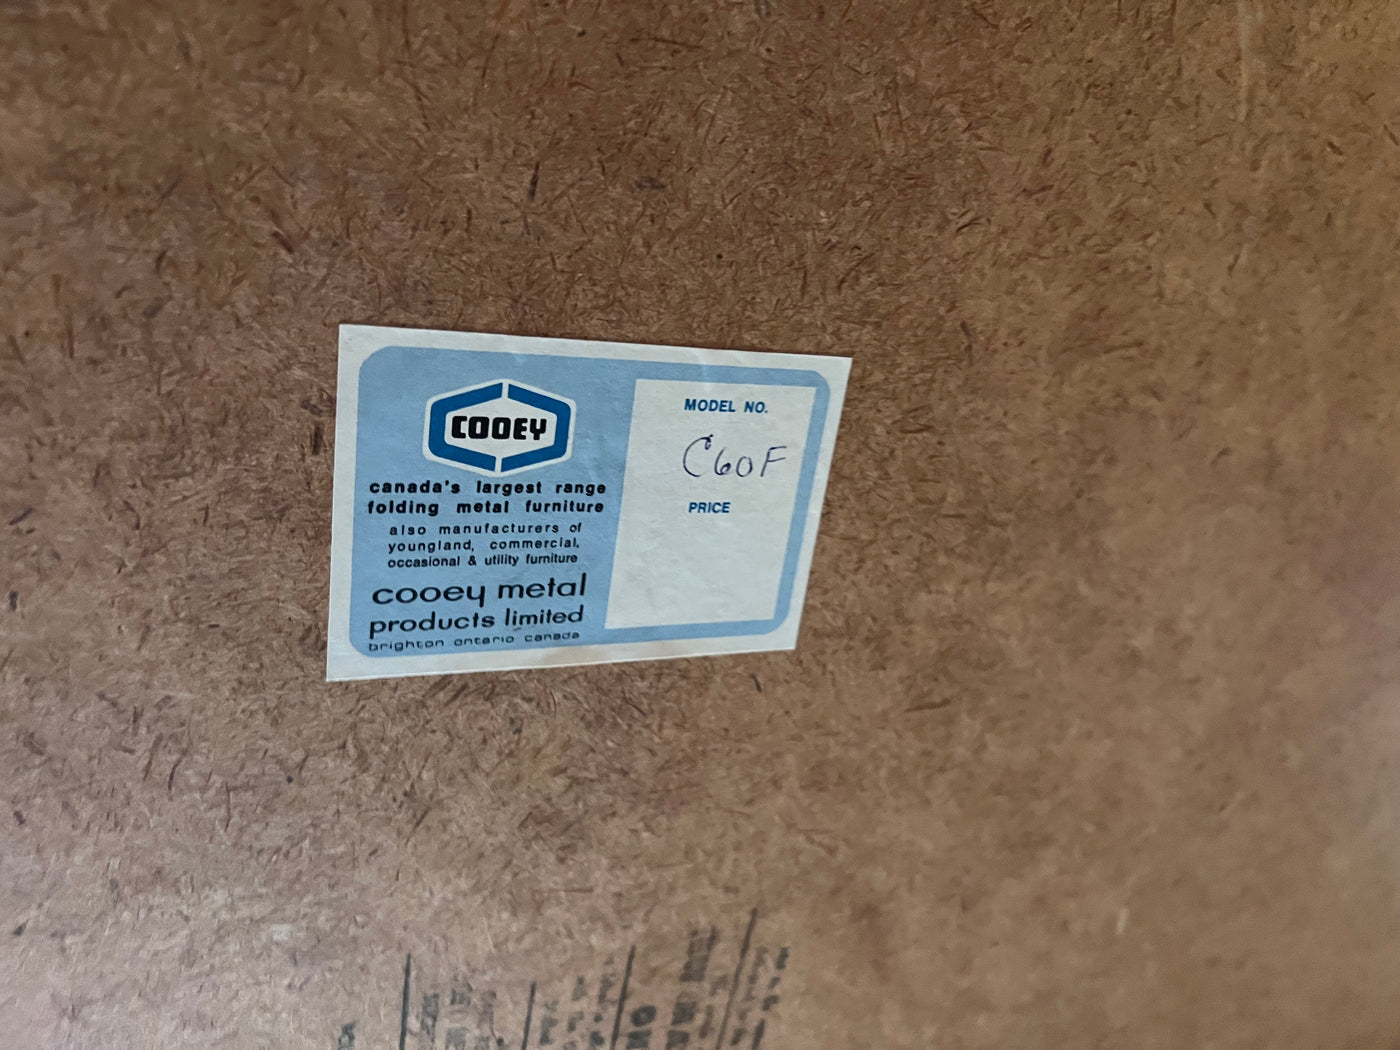 COOEY
canada's largest range
folding metal furniture
also manufacturers of
youngland, commercial,
occasional & utility furniture
cooey metal
products limited
brighton ontario canada
MODEL NO.
C60F
PRICE